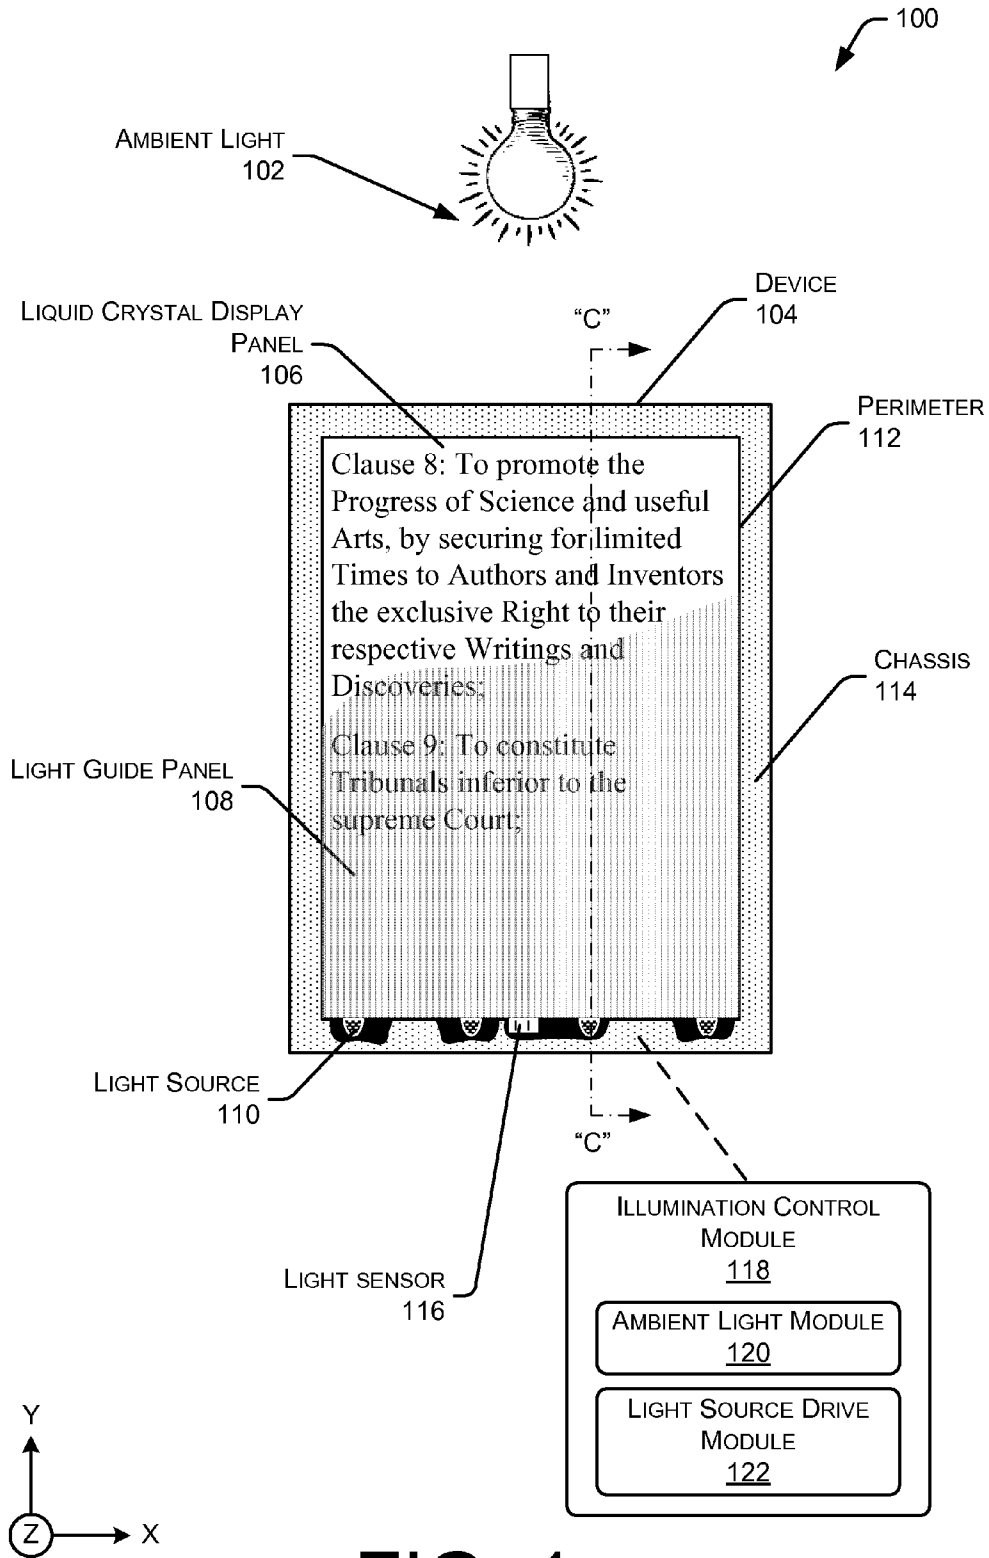 100
AMBIENT LIGHT
102
DEVICE
104
LIQUID CRYSTAL DISPLAY
PANEL
106
"C"
PERIMETER
112
Clause 8: To promote the
Progress of Science and useful
Arts, by securing for limited
Times to Authors and Inventors
the exclusive Right to their
respective Writings and
Discoveries;
CHASSIS
114
Clause 9: To constitute
Tribunals inferior to the
supreme Court;
LIGHT GUIDE PANEL
108
LIGHT SOURCE
110
"C"
LIGHT SENSOR
116
ILLUMINATION CONTROL
MODULE
118
AMBIENT LIGHT MODULE
120
LIGHT SOURCE DRIVE
MODULE
122
Y
Z
X